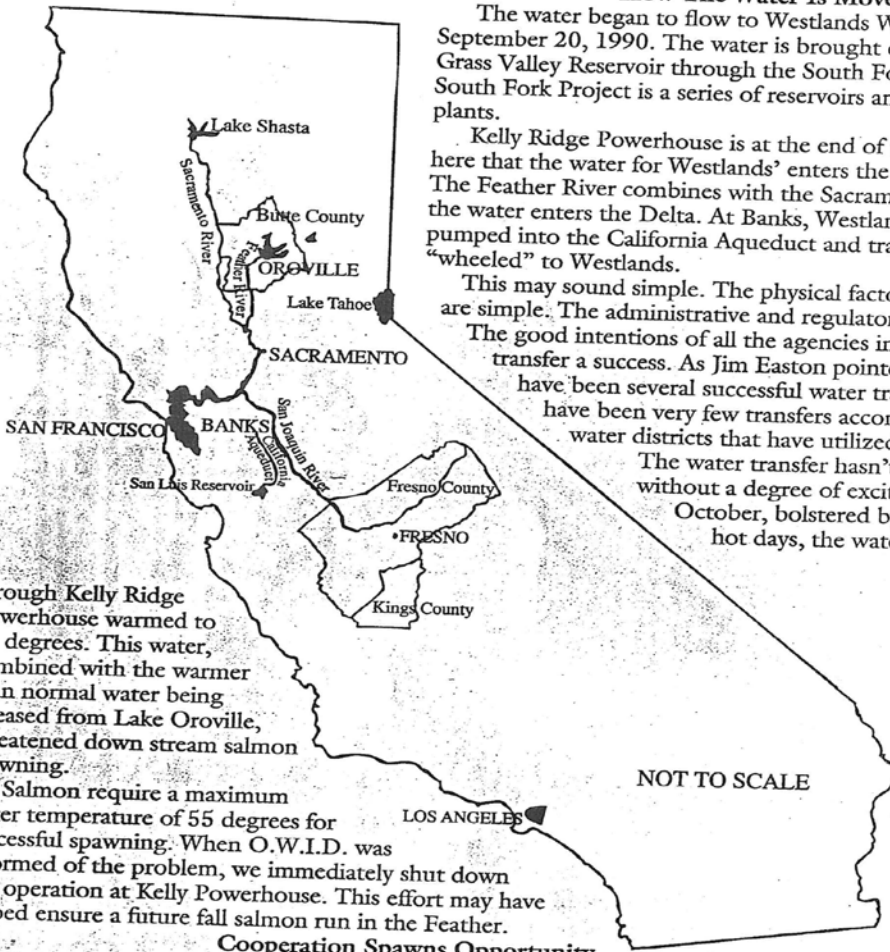 How The Water Is Move
The water began to flow to Westlands W
September 20, 1990. The water is brought
Grass Valley Reservoir through the South Fo
South Fork Project is a series of reservoirs an
plants.
Kelly Ridge Powerhouse is at the end of
here that the water for Westlands' enters the
The Feather River combines with the Sacram
the water enters the Delta. At Banks, Westlan
pumped into the California Aqueduct and tra
“wheeled” to Westlands.
This may sound simple. The physical facto
are simple. The administrative and regulator
The good intentions of all the agencies in
transfer a success. As Jim Easton pointe
have been several successful water tr
have been very few transfers accor
water districts that have utilized
The water transfer hasn't
without a degree of excit
October, bolstered b
hot days, the wat
Lake Shasta
Sacramento River
Butte County
Feather River
OROVILLE
Lake Tahoe
SACRAMENTO
SAN FRANCISCO
BANKS
San Joaquin River
California
Aqueduct
San Luis Reservoir
Fresno County
FRESNO
Kings County
LOS ANGELES
NOT TO SCALE
rough Kelly Ridge
werhouse warmed to
degrees. This water,
mbined with the warmer
n normal water being
eased from Lake Oroville,
eatened down stream salmon
wning.
Salmon require a maximum
er temperature of 55 degrees for
cessful spawning. When O.W.I.D. was
ormed of the problem, we immediately shut down
operation at Kelly Powerhouse. This effort may have
ped ensure a future fall salmon run in the Feather.
Cooperation Spawns Opportunity